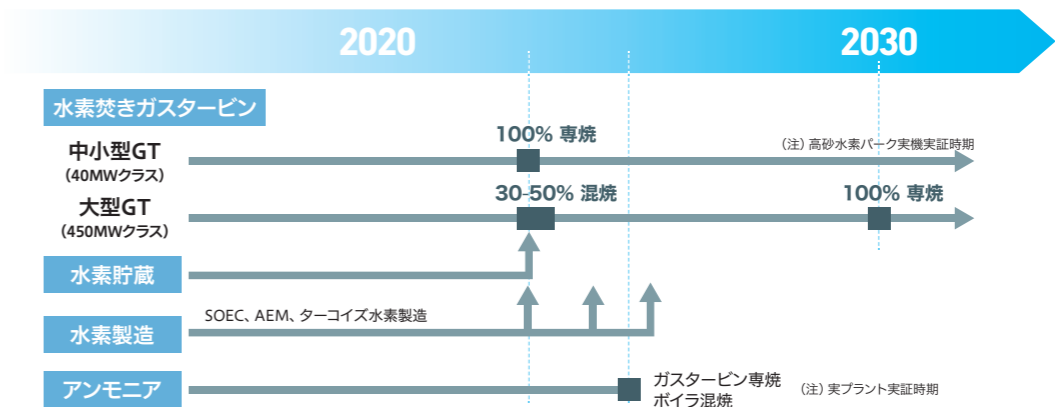 2020
2030
水素焚きガスタービン
中小型GT
（40MWクラス）
100% 専焼
（注）高砂水素パーク実機実証時期
大型GT
（450MWクラス）
30-50% 混焼
100% 専焼
水素貯蔵
水素製造
SOEC、AEM、ターコイズ水素製造
アンモニア
ガスタービン専焼
ボイラ混焼
（注）実プラント実証時期